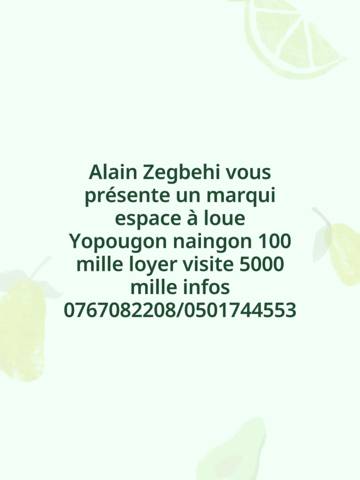 Alain Zegbehi vous
présente un marqui
espace à loue
Yopougon naingon 100
mille loyer visite 5000
mille infos
0767082208/0501744553